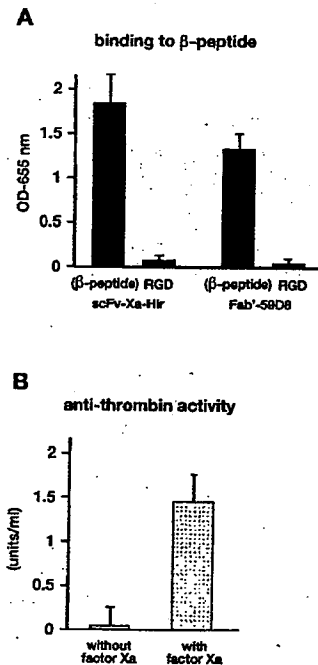 A
binding to β-peptide
OD-655 nm
2
1.5
1
0.5
0
(β-peptide) RGD (β-peptide) RGD
scFv-Xa-Hir Fab'-59D8
B
anti-thrombin activity
(units/ml)
2
1.5
1
0.5
0
without with
factor Xa factor Xa